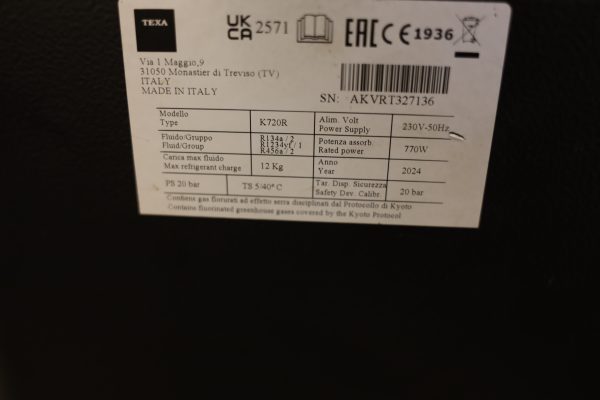 TEXA
UK
CA 2571
EAC CE 1936
Via 1 Maggio,9
31050 Monastier di Treviso (TV)
ITALY
MADE IN ITALY
SN: AKVRT327136
Modello
Type
K720R
Alim. Volt
Power Supply
230V-50Hz
Fluido/Gruppo
Fluid/Group
R134a / 2
R1234yf / 1
R456a / 2
Potenza assorb.
Rated power
770W
Carica max fluido
Max refrigerant charge
12 Kg
Anno
Year
2024
PS 20 bar
TS 5/40° C
Tar. Disp. Sicurezza
Safety Dev. Calibr.
20 bar
Contiene gas fiorurati ad effetto serra disciplinati dal Protocollo di Kyoto
Contains fluorinated greenhouse gases covered by the Kyoto Protocol